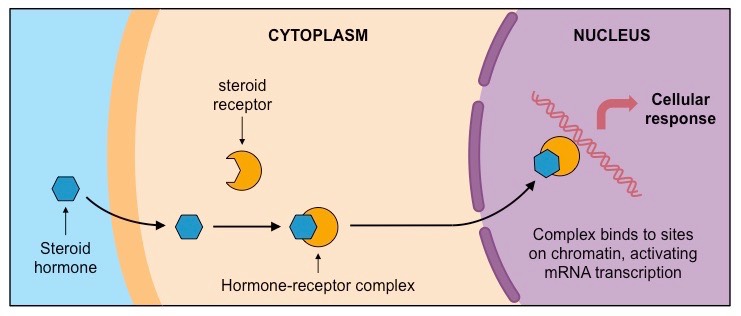 CYTOPLASM
NUCLEUS
steroid
receptor
Cellular
response
Steroid
hormone
Hormone-receptor complex
Complex binds to sites
on chromatin, activating
mRNA transcription